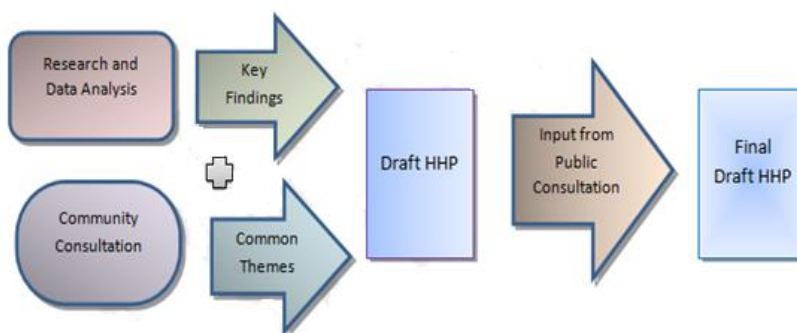 Research and
Data Analysis
Key
Findings
Community
Consultation
Common
Themes
Draft HHP
Input from
Public
Consultation
Final
Draft HHP